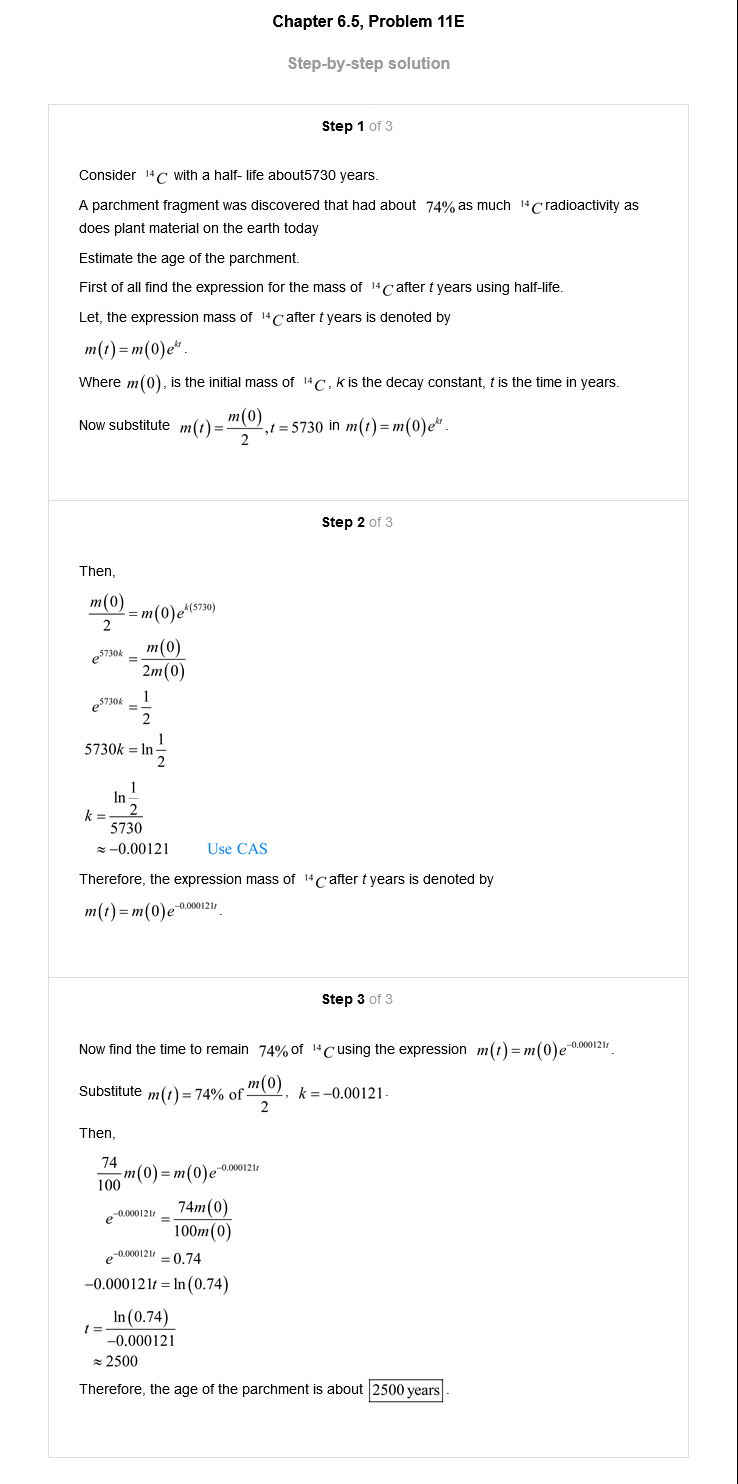 Chapter 6.5, Problem 11E
Step-by-step solution
Step 1 of 3
Consider ¹⁴C with a half- life about5730 years.
A parchment fragment was discovered that had about 74% as much ¹⁴C radioactivity as
does plant material on the earth today
Estimate the age of the parchment.
First of all find the expression for the mass of ¹⁴C after t years using half-life.
Let, the expression mass of ¹⁴C after t years is denoted by
m(t) = m(0)e^{kt}.
Where m(0), is the initial mass of ¹⁴C, k is the decay constant, t is the time in years.
Now substitute m(t) = \frac{m(0)}{2}, t = 5730 in m(t) = m(0)e^{kt}.
Step 2 of 3
Then,
\frac{m(0)}{2} = m(0)e^{k(5730)}
e^{5730k} = \frac{m(0)}{2m(0)}
e^{5730k} = \frac{1}{2}
5730k = ln \frac{1}{2}
k = \frac{ln \frac{1}{2}}{5730}
≈ −0.00121 Use CAS
Therefore, the expression mass of ¹⁴C after t years is denoted by
m(t) = m(0)e^{−0.000121t}.
Step 3 of 3
Now find the time to remain 74% of ¹⁴C using the expression m(t) = m(0)e^{−0.000121t}.
Substitute m(t) = 74% of \frac{m(0)}{2}, k = −0.00121.
Then,
\frac{74}{100} m(0) = m(0)e^{−0.000121t}
e^{−0.000121t} = \frac{74m(0)}{100m(0)}
e^{−0.000121t} = 0.74
−0.000121t = ln(0.74)
t = \frac{ln(0.74)}{−0.000121}
≈ 2500
Therefore, the age of the parchment is about 2500 years.